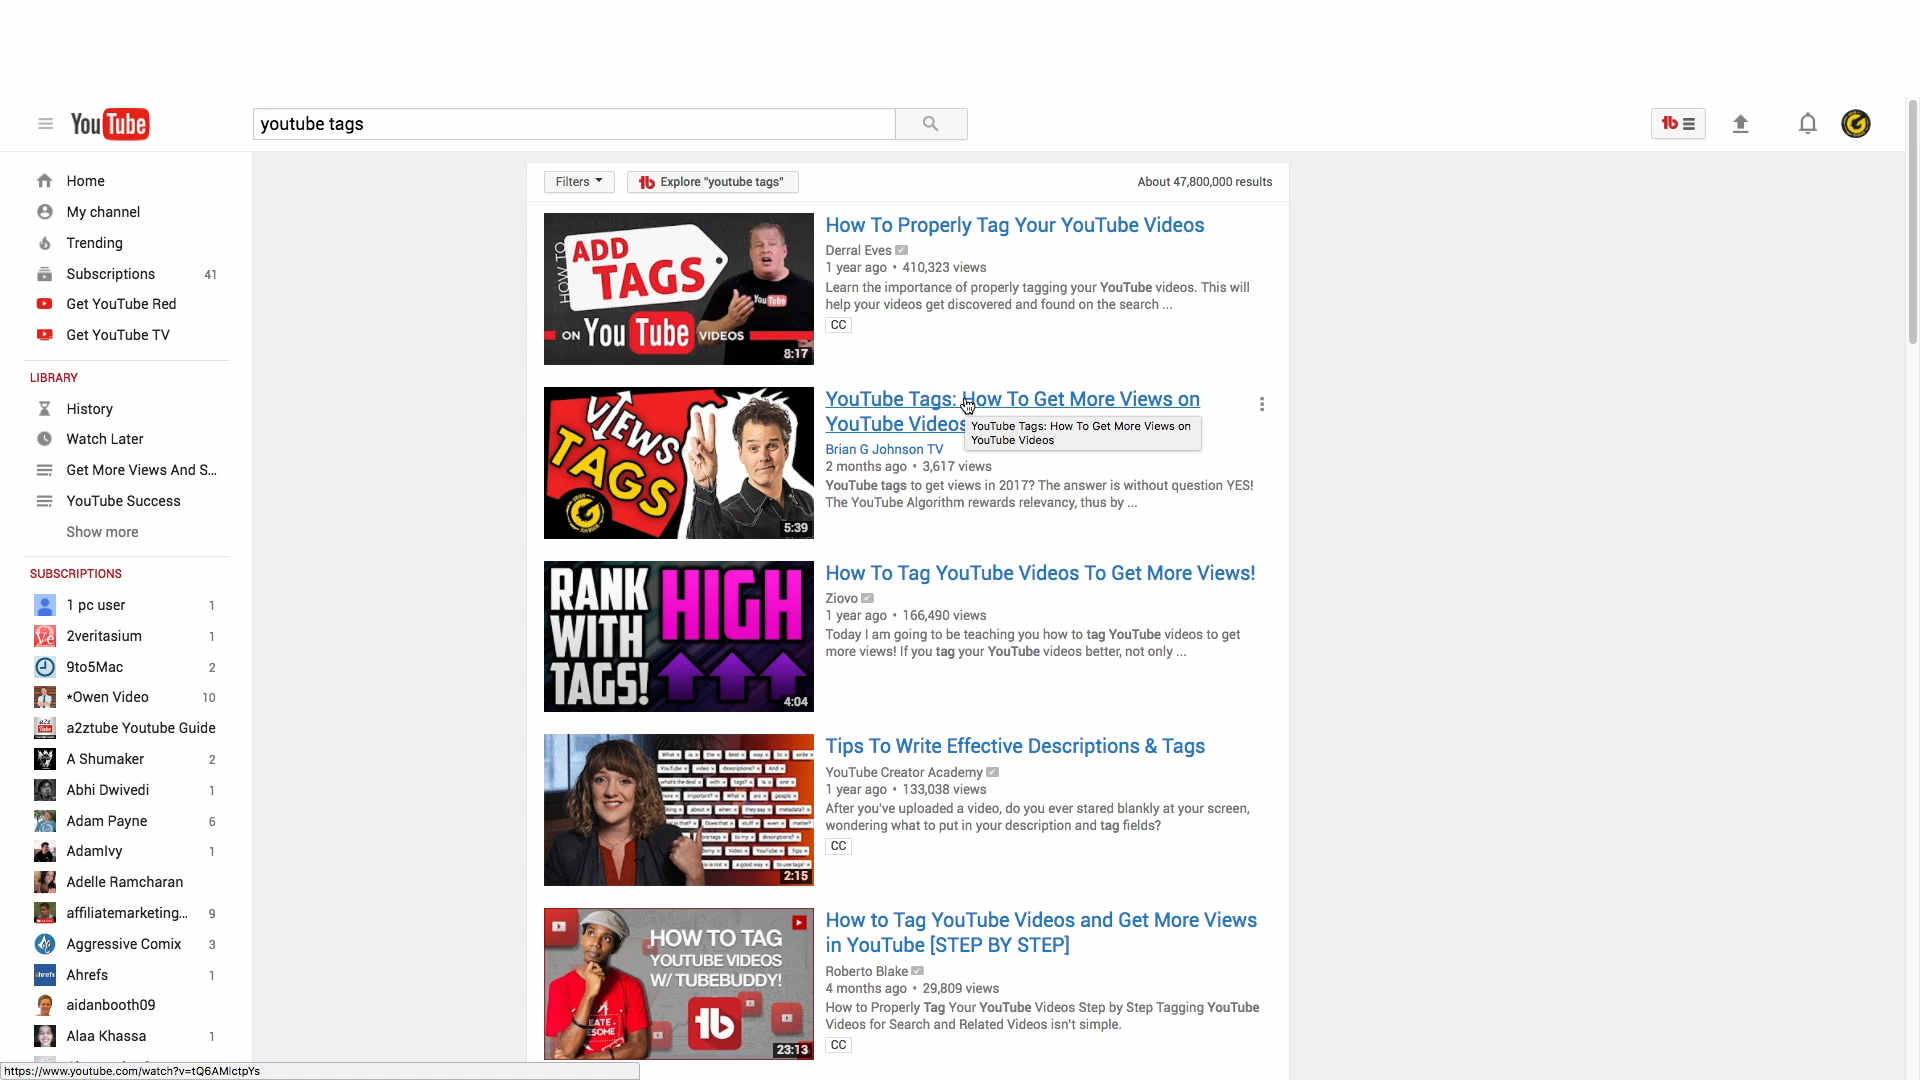 YouTube
youtube tags
Home
My channel
Trending
Subscriptions 41
Get YouTube Red
Get YouTube TV
LIBRARY
History
Watch Later
Get More Views And S...
YouTube Success
Show more
SUBSCRIPTIONS
1 pc user 1
2veritasium 1
9to5Mac 2
*Owen Video 10
a2ztube Youtube Guide
A Shumaker 2
Abhi Dwivedi 1
Adam Payne 6
AdamIvy 1
Adelle Ramcharan
affiliatemarketing... 9
Aggressive Comix 3
Ahrefs 1
aidanbooth09
Alaa Khassa 1
https://www.youtube.com/watch?v=tQ6AMlctpYs
Filters
Explore "youtube tags"
About 47,800,000 results
HOW TO
ADD
TAGS
ON YouTube VIDEOS
8:17
How To Properly Tag Your YouTube Videos
Derral Eves
1 year ago • 410,323 views
Learn the importance of properly tagging your YouTube videos. This will
help your videos get discovered and found on the search ...
CC
VIEWS
TAGS
5:39
YouTube Tags: How To Get More Views on
YouTube Videos
YouTube Tags: How To Get More Views on
YouTube Videos
Brian G Johnson TV
2 months ago • 3,617 views
YouTube tags to get views in 2017? The answer is without question YES!
The YouTube Algorithm rewards relevancy, thus by ...
RANK
WITH
TAGS!
HIGH
4:04
How To Tag YouTube Videos To Get More Views!
Ziovo
1 year ago • 166,490 views
Today I am going to be teaching you how to tag YouTube videos to get
more views! If you tag your YouTube videos better, not only ...
2:15
Tips To Write Effective Descriptions & Tags
YouTube Creator Academy
1 year ago • 133,038 views
After you've uploaded a video, do you ever stared blankly at your screen,
wondering what to put in your description and tag fields?
CC
HOW TO TAG
YOUTUBE VIDEOS
W/ TUBEBUDDY!
23:13
How to Tag YouTube Videos and Get More Views
in YouTube [STEP BY STEP]
Roberto Blake
4 months ago • 29,809 views
How to Properly Tag Your YouTube Videos Step by Step Tagging YouTube
Videos for Search and Related Videos isn't simple.
CC